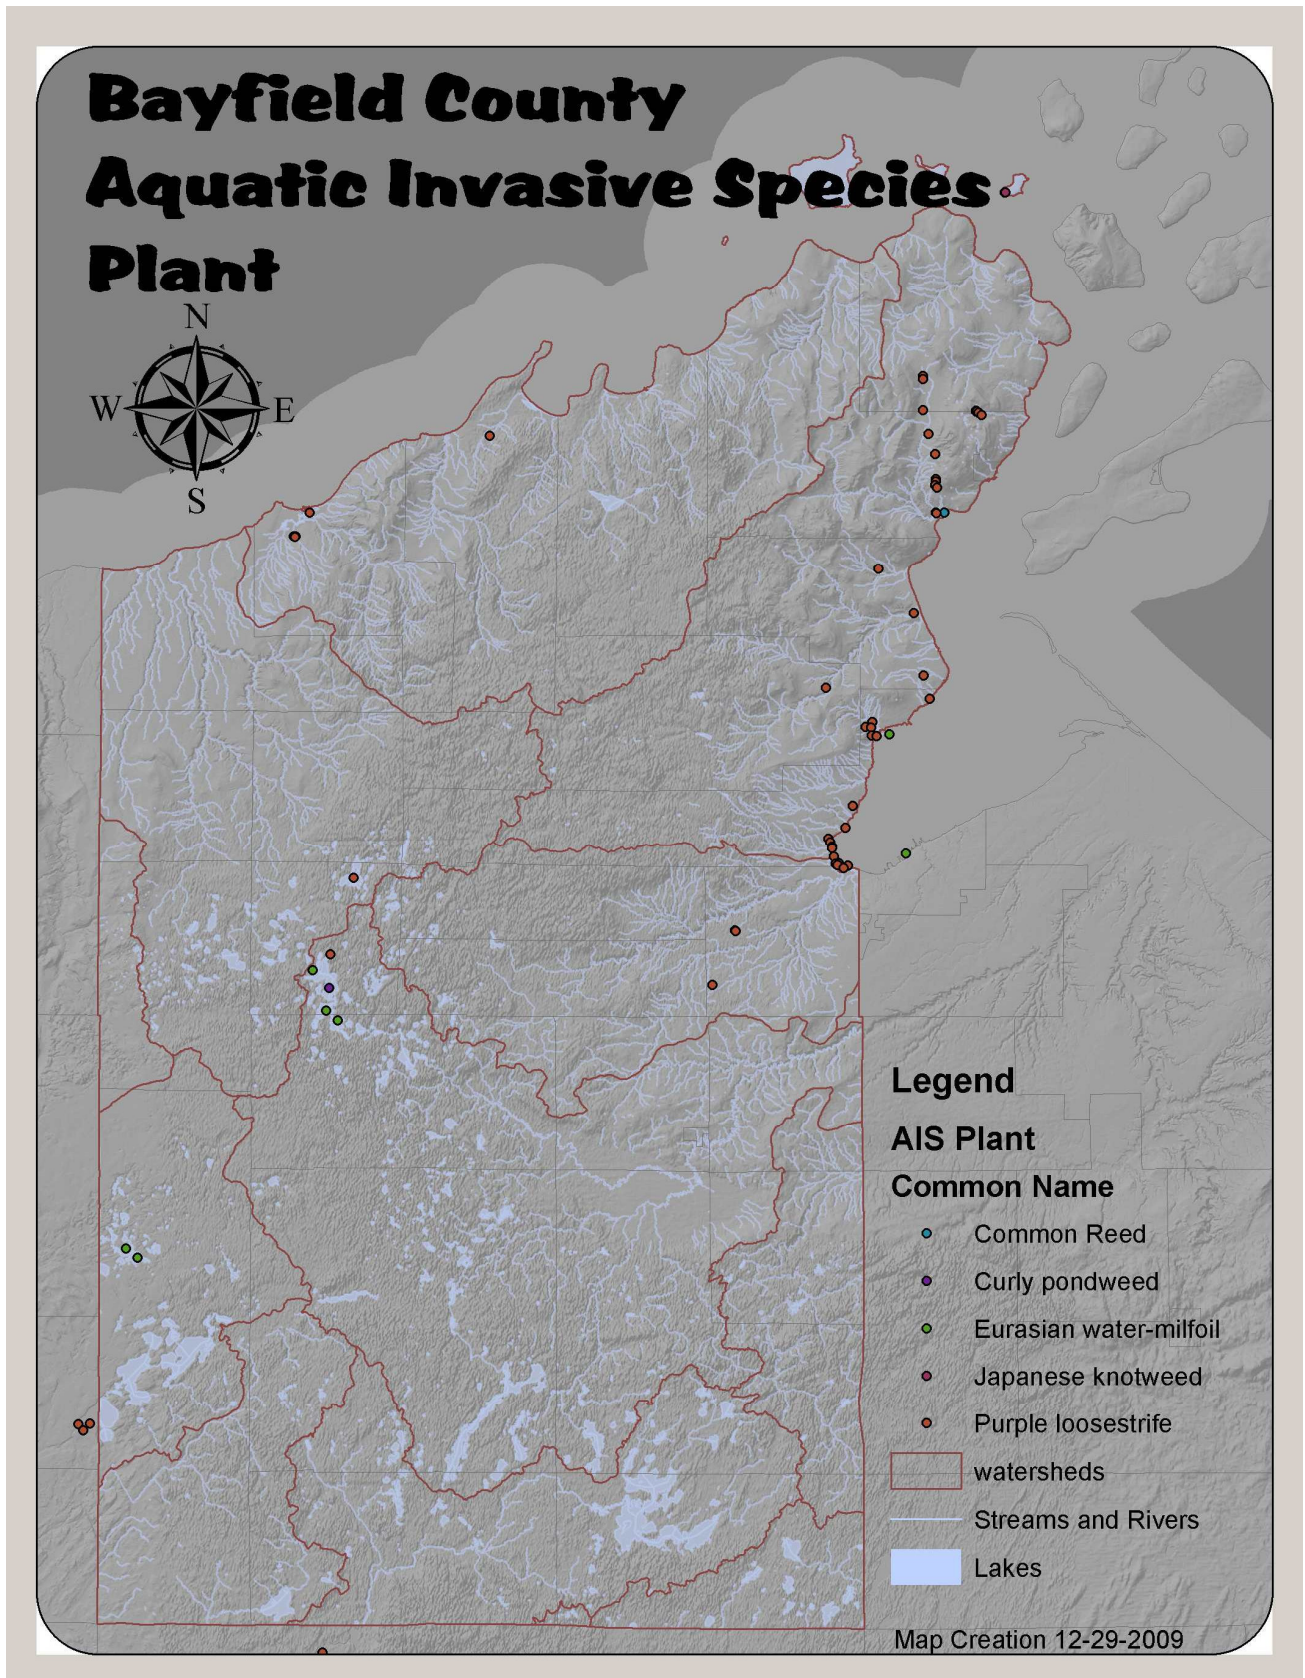 Bayfield County
Aquatic Invasive Species
Plant
N
W E
S
Legend
AIS Plant
Common Name
Common Reed
Curly pondweed
Eurasian water-milfoil
Japanese knotweed
Purple loosestrife
watersheds
Streams and Rivers
Lakes
Map Creation 12-29-2009